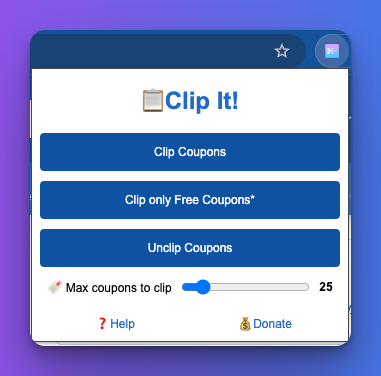 Clip It!
Clip Coupons
Clip only Free Coupons*
Unclip Coupons
Max coupons to clip 25
Help Donate